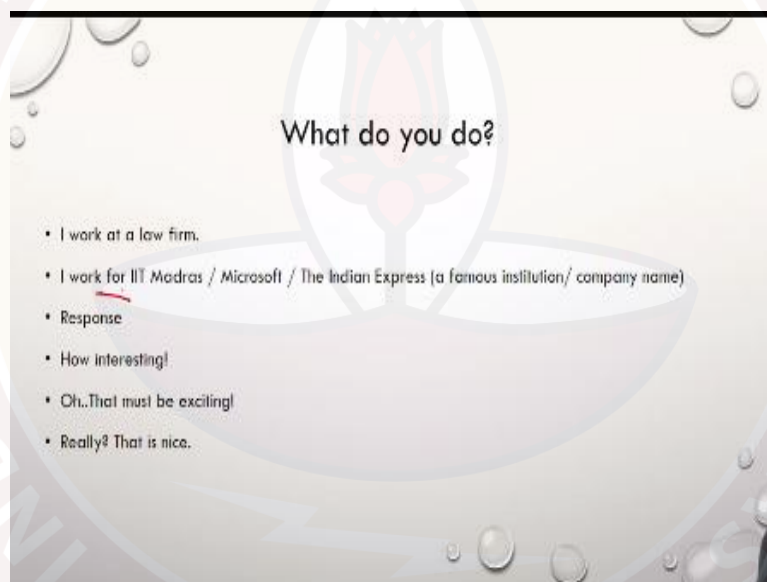 What do you do?
• I work at a law firm.
• I work for IIT Madras / Microsoft / The Indian Express (a famous institution/ company name)
• Response
• How interesting!
• Oh..That must be exciting!
• Really? That is nice.